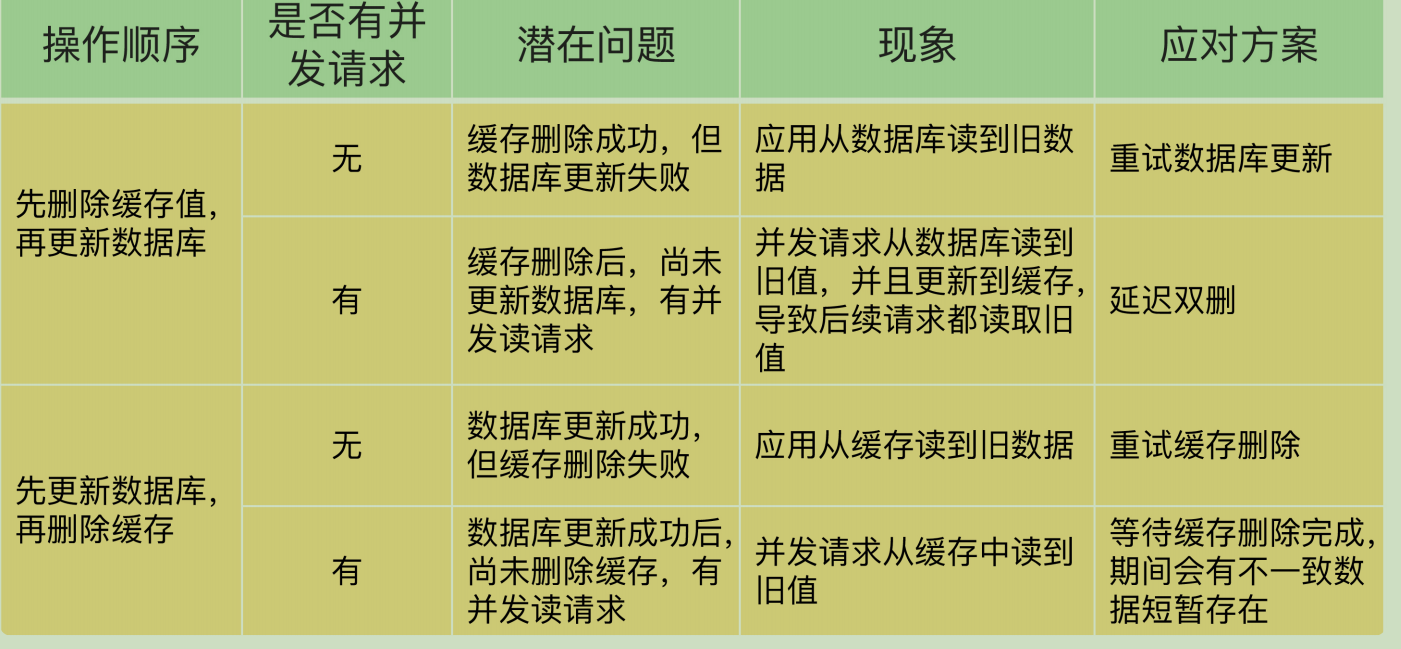 操作顺序
是否有并
发请求
潜在问题
现象
应对方案
先删除缓存值，
再更新数据库
无
缓存删除成功，但
数据库更新失败
应用从数据库读到旧数
据
重试数据库更新
有
缓存删除后，尚未
更新数据库，有并
发读请求
并发请求从数据库读到
旧值，并且更新到缓存，
导致后续请求都读取旧
值
延迟双删
先更新数据库，
再删除缓存
无
数据库更新成功，
但缓存删除失败
应用从缓存读到旧数据
重试缓存删除
有
数据库更新成功后，
尚未删除缓存，有
并发读请求
并发请求从缓存中读到
旧值
等待缓存删除完成，
期间会有不一致数
据短暂存在